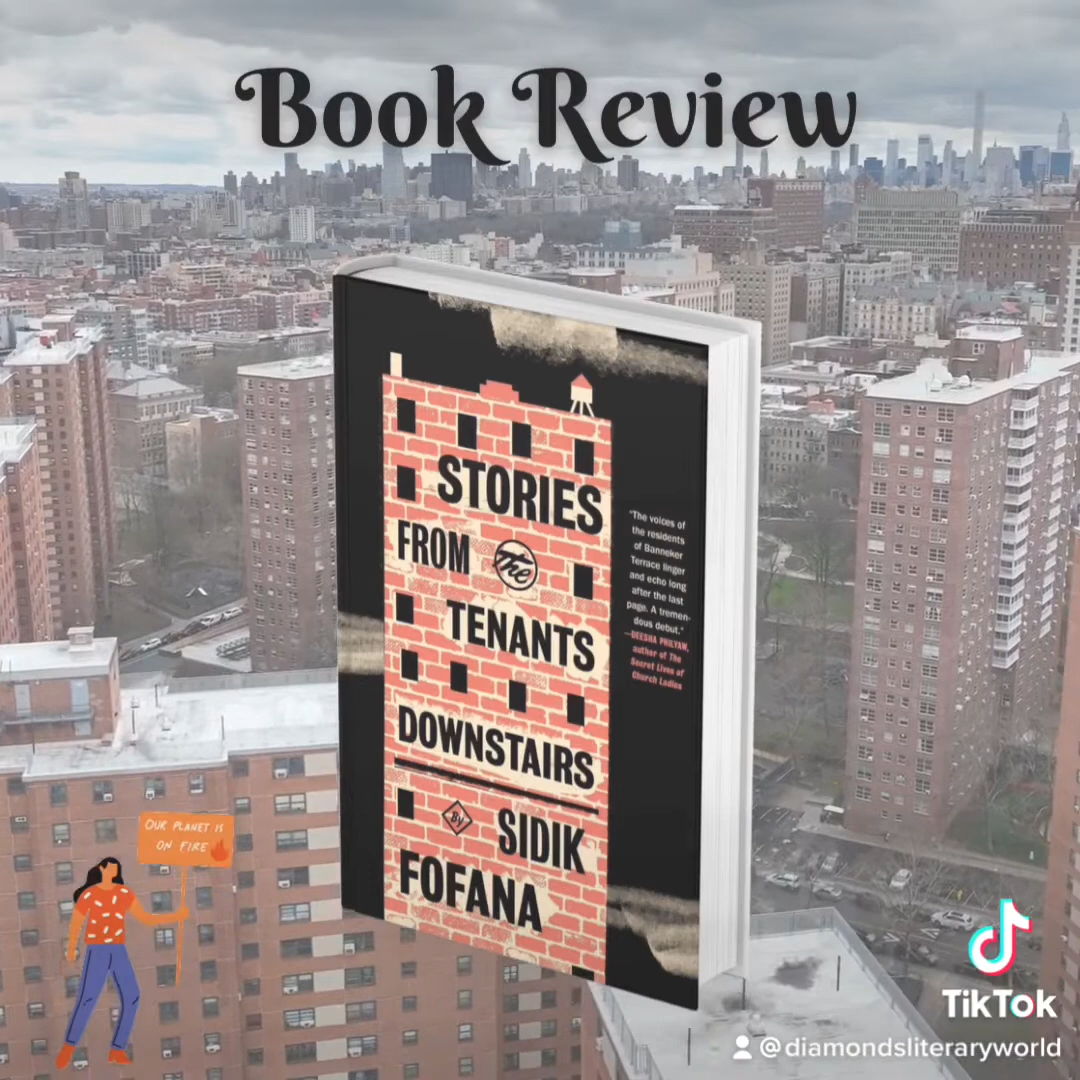 Book Review
STORIES
FROM The
TENANTS
DOWNSTAIRS
By SIDIK
FOFANA
"The voices of
the residents
of Banneker
Terrace linger
and echo long
after the last
page. A tremen-
dous debut."
—DEESHA PHILYAW,
author of The
Secret Lives of
Church Ladies
OUR PLANET IS
ON FIRE
TikTok
@diamondsliteraryworld